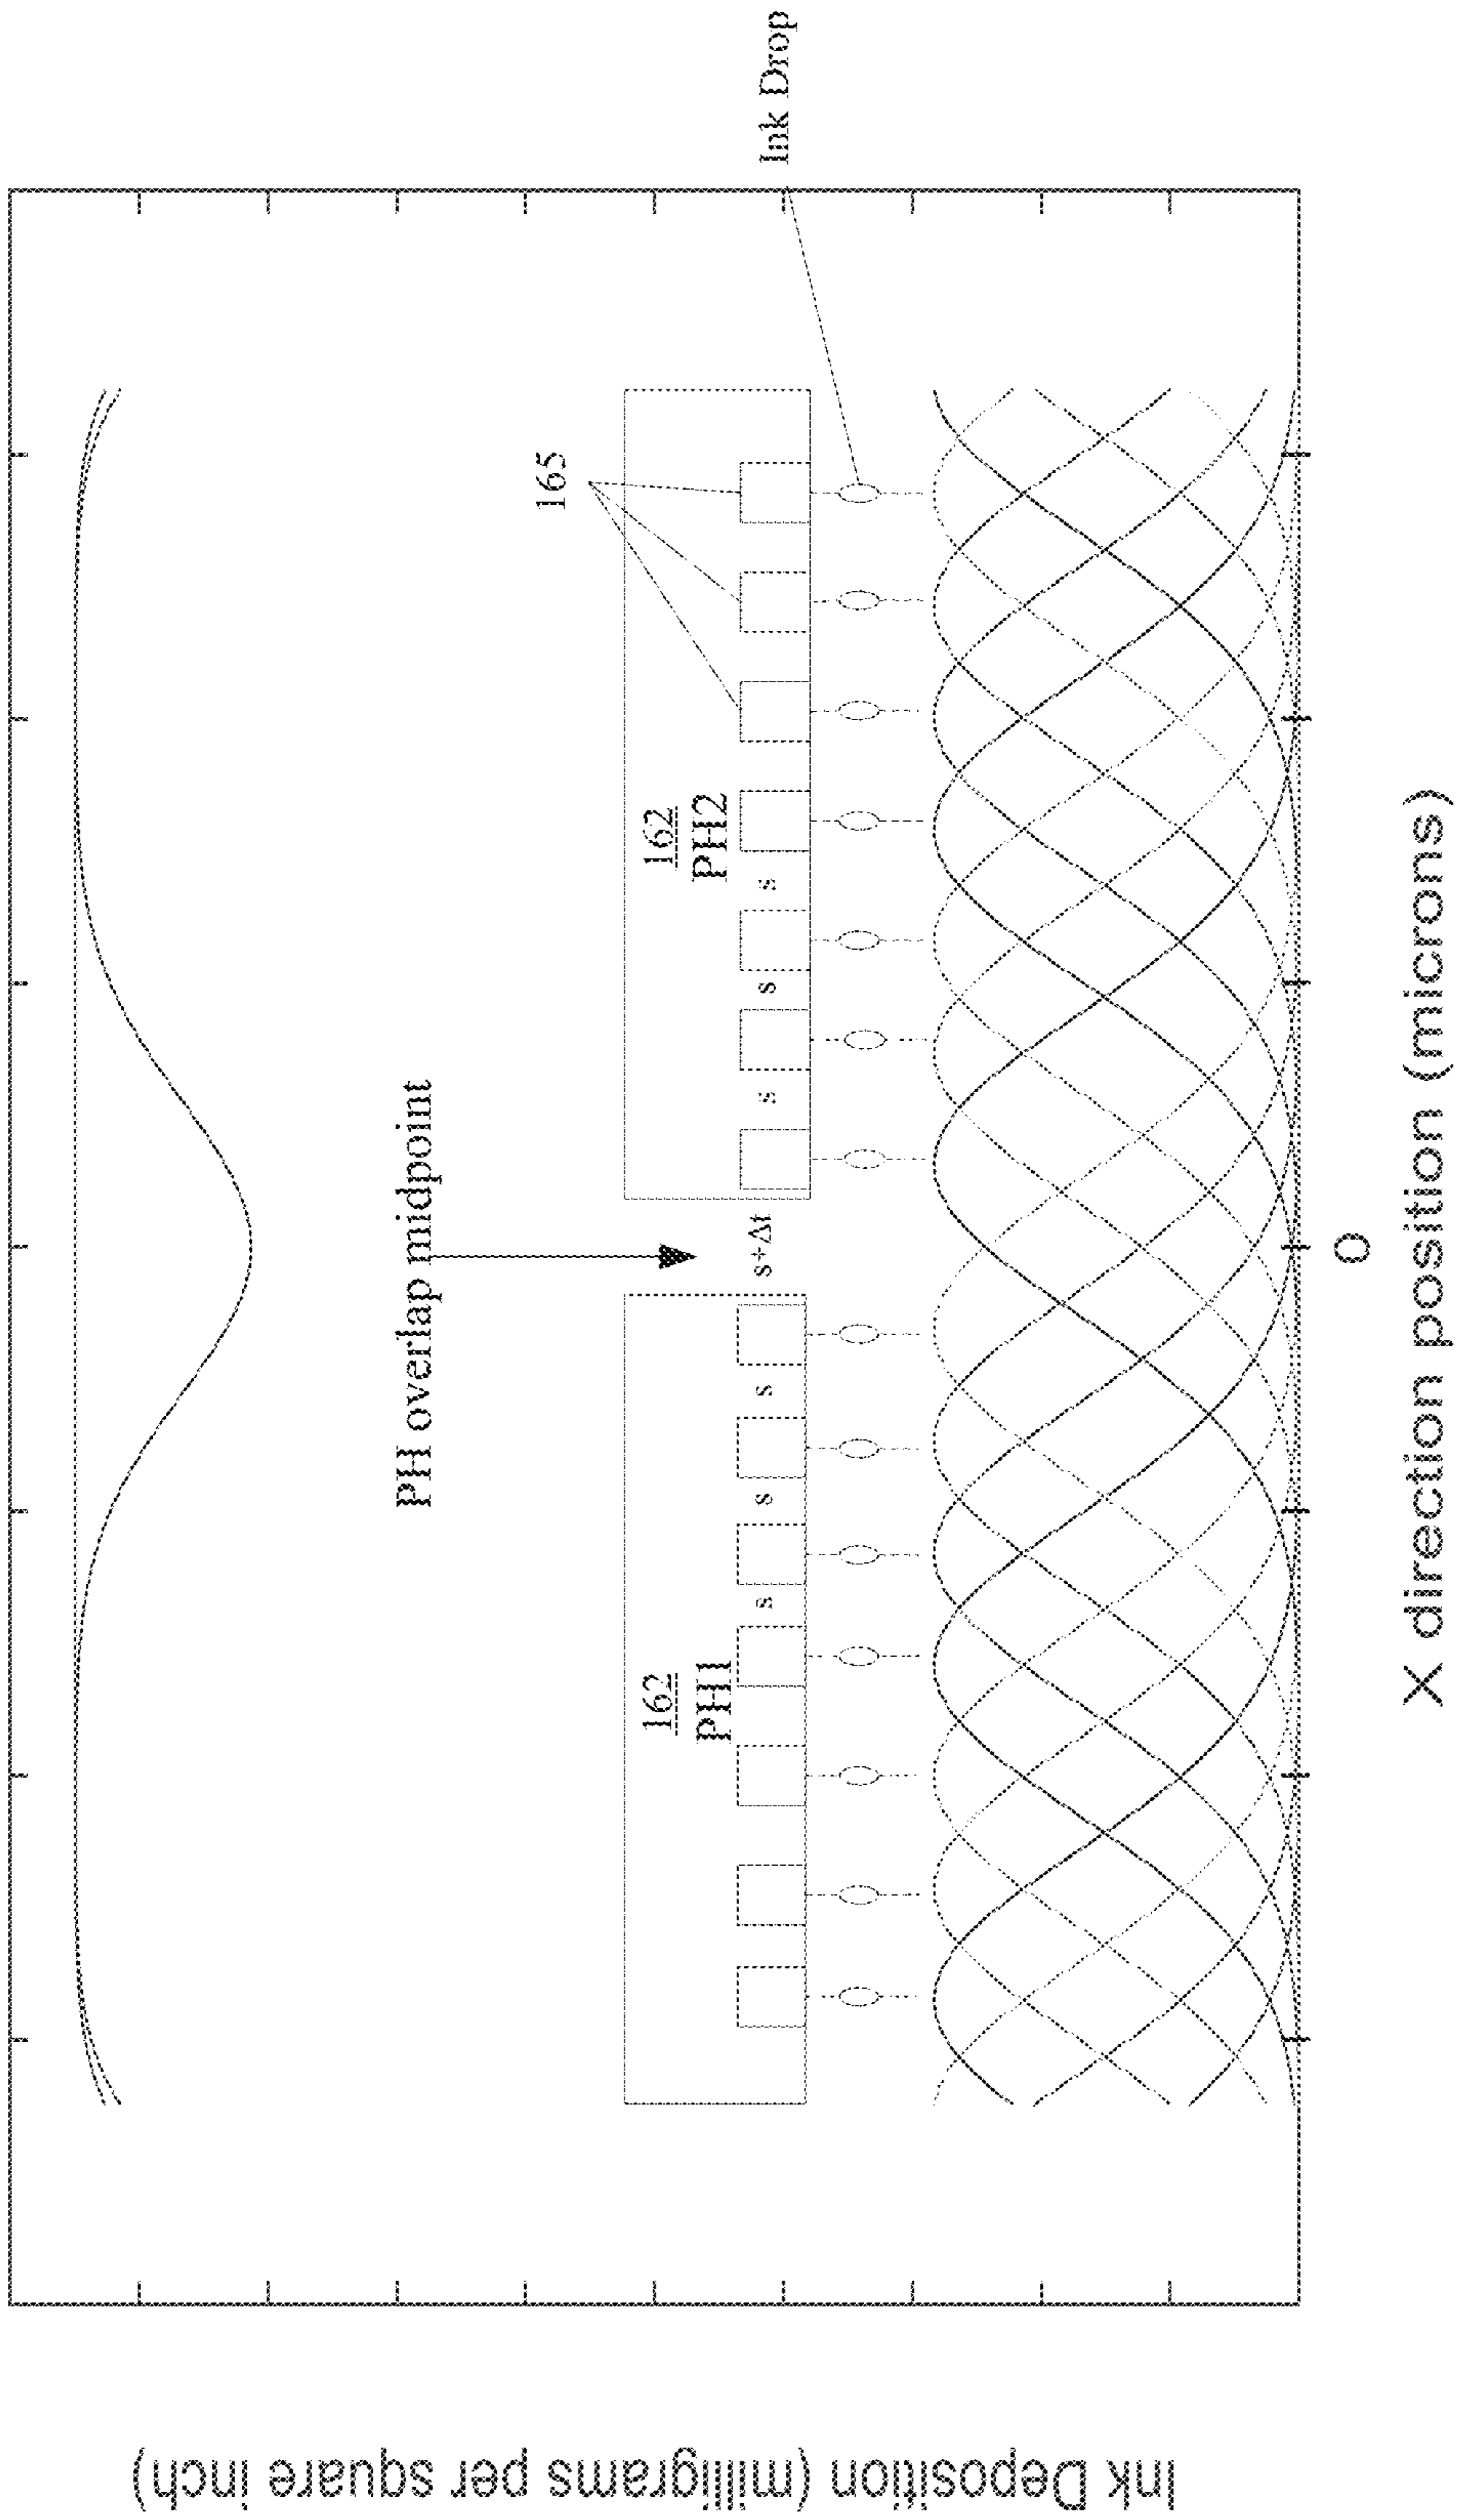 Ink Deposition (milligrams per square inch)
PH overlap midpoint
165
162
PH1
162
PH2
s
s
s
s+Δt
s
s
s
Ink Drop
0
X direction position (microns)